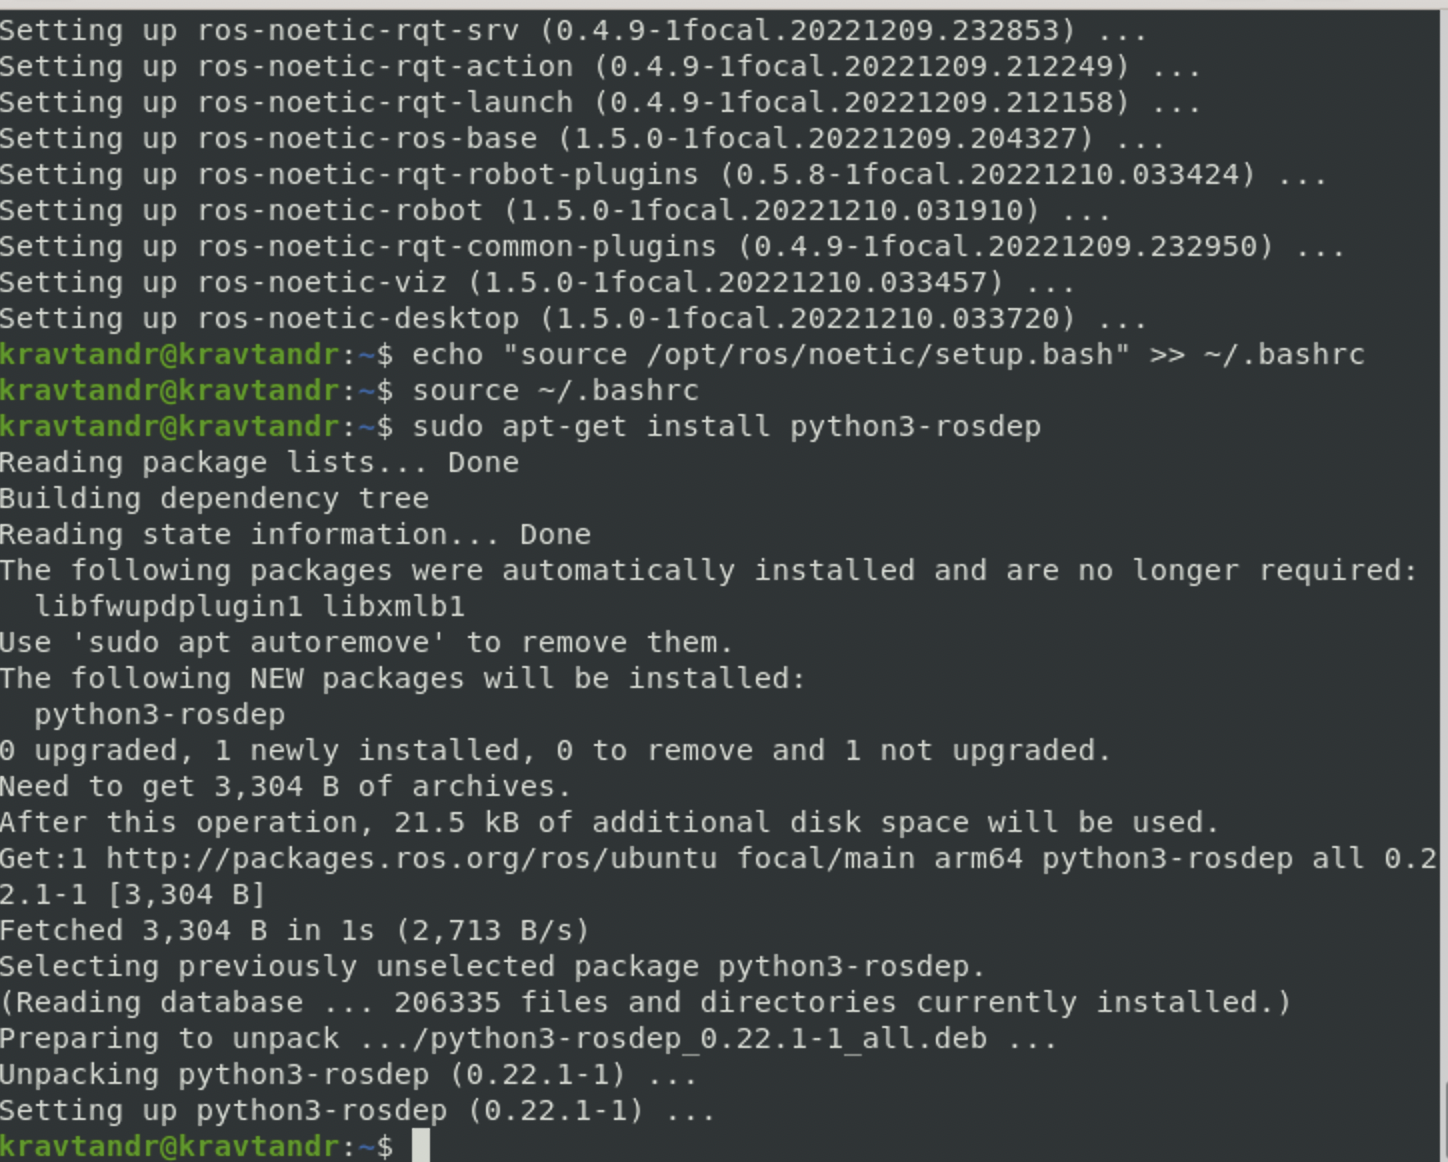 Setting up ros-noetic-rqt-srv (0.4.9-1focal.20221209.232853) ...
Setting up ros-noetic-rqt-action (0.4.9-1focal.20221209.212249) ...
Setting up ros-noetic-rqt-launch (0.4.9-1focal.20221209.212158) ...
Setting up ros-noetic-ros-base (1.5.0-1focal.20221209.204327) ...
Setting up ros-noetic-rqt-robot-plugins (0.5.8-1focal.20221210.033424) ...
Setting up ros-noetic-robot (1.5.0-1focal.20221210.031910) ...
Setting up ros-noetic-rqt-common-plugins (0.4.9-1focal.20221209.232950) ...
Setting up ros-noetic-viz (1.5.0-1focal.20221210.033457) ...
Setting up ros-noetic-desktop (1.5.0-1focal.20221210.033720) ...
kravtandr@kravtandr:~$ echo "source /opt/ros/noetic/setup.bash" >> ~/.bashrc
kravtandr@kravtandr:~$ source ~/.bashrc
kravtandr@kravtandr:~$ sudo apt-get install python3-rosdep
Reading package lists... Done
Building dependency tree
Reading state information... Done
The following packages were automatically installed and are no longer required:
  libfwupdplugin1 libxmlb1
Use 'sudo apt autoremove' to remove them.
The following NEW packages will be installed:
  python3-rosdep
0 upgraded, 1 newly installed, 0 to remove and 1 not upgraded.
Need to get 3,304 B of archives.
After this operation, 21.5 kB of additional disk space will be used.
Get:1 http://packages.ros.org/ros/ubuntu focal/main arm64 python3-rosdep all 0.2
2.1-1 [3,304 B]
Fetched 3,304 B in 1s (2,713 B/s)
Selecting previously unselected package python3-rosdep.
(Reading database ... 206335 files and directories currently installed.)
Preparing to unpack .../python3-rosdep_0.22.1-1_all.deb ...
Unpacking python3-rosdep (0.22.1-1) ...
Setting up python3-rosdep (0.22.1-1) ...
kravtandr@kravtandr:~$